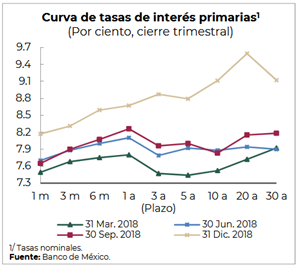 Curva de tasas de interés primarias¹
(Por ciento, cierre trimestral)
9.7
9.4
9.1
8.8
8.5
8.2
7.9
7.6
7.3
1 m 3 m 6 m 1 a 3 a 5 a 10 a 20 a 30 a
(Plazo)
31 Mar. 2018 30 Jun. 2018
30 Sep. 2018 31 Dic. 2018
1/ Tasas nominales.
Fuente: Banco de México.